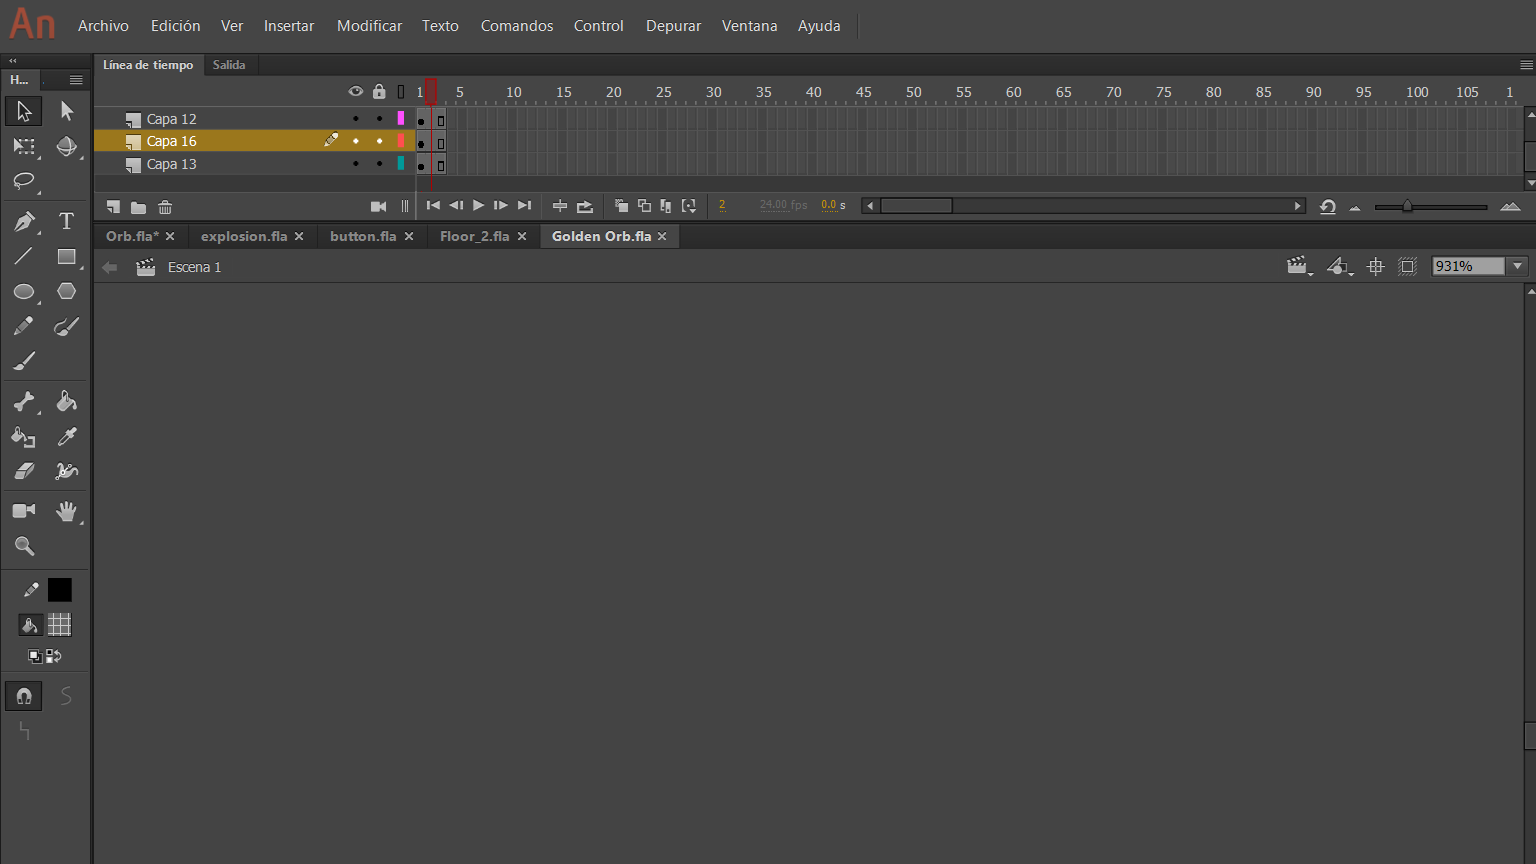 An Archivo Edición Ver Insertar Modificar Texto Comandos Control Depurar Ventana Ayuda
H... Línea de tiempo Salida
1 5 10 15 20 25 30 35 40 45 50 55 60 65 70 75 80 85 90 95 100 105 1
Capa 12
Capa 16
Capa 13
2 24.00 fps 0.0 s
Orb.fla* explosion.fla button.fla Floor_2.fla Golden Orb.fla
Escena 1 931%